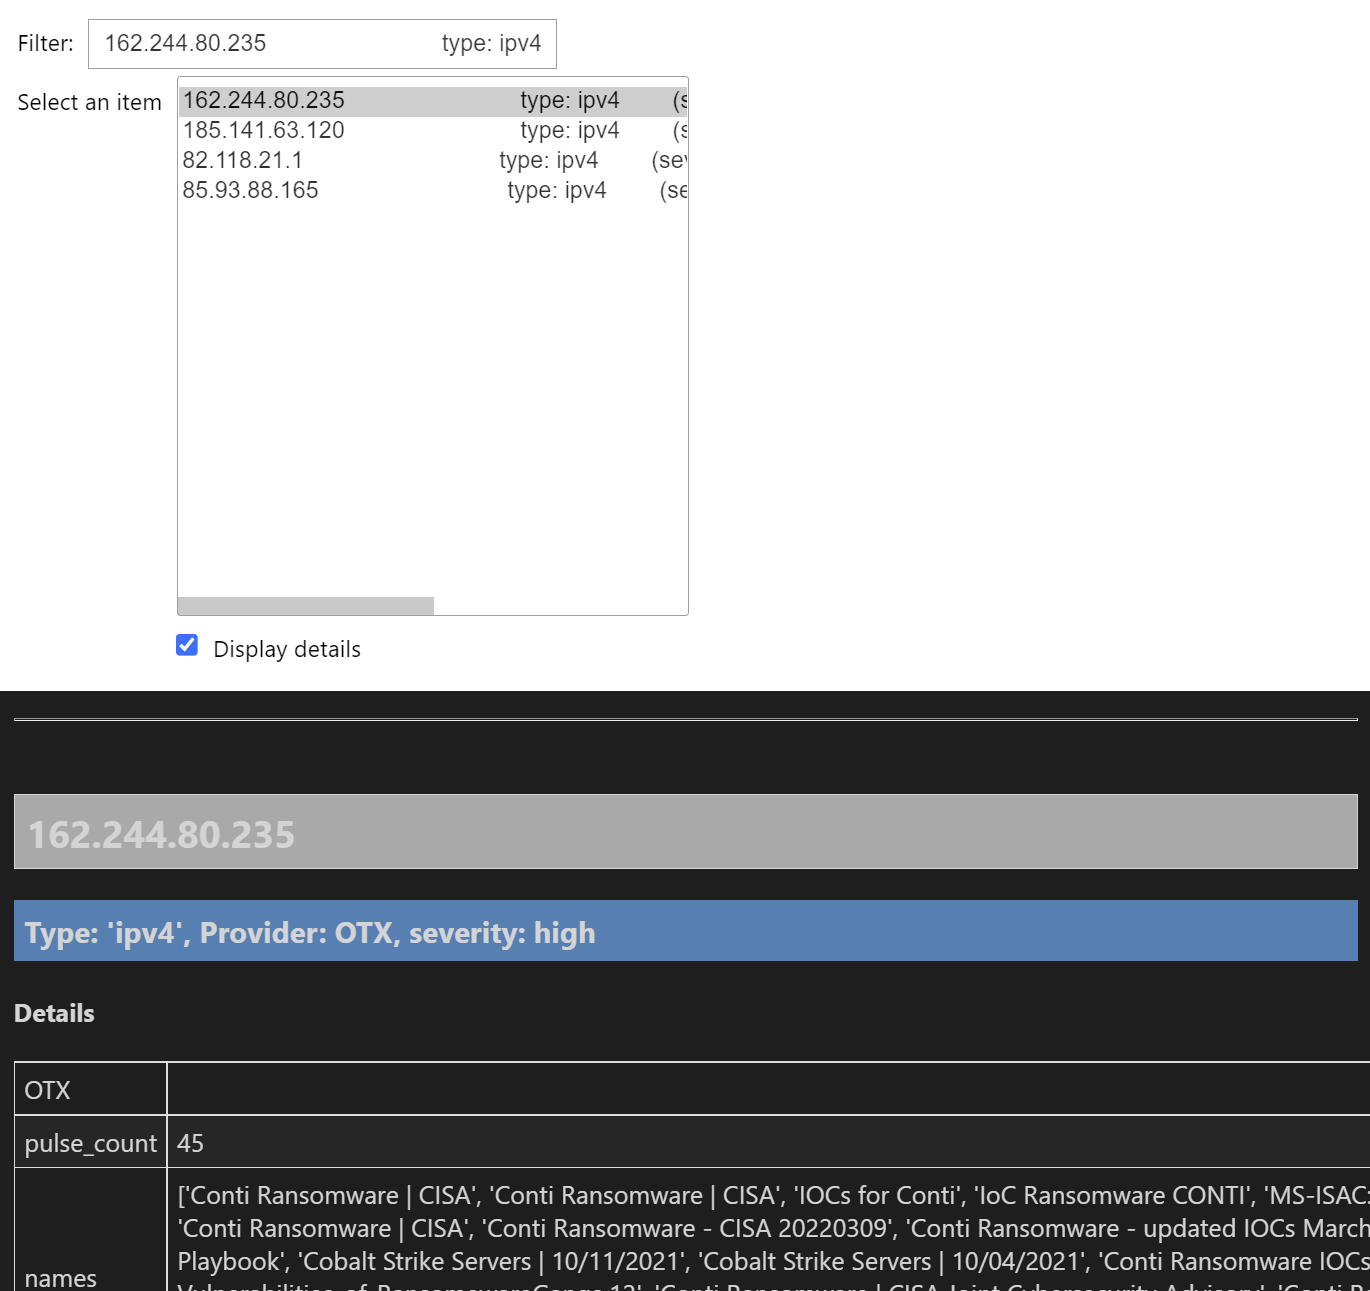 Filter: 162.244.80.235 type: ipv4
Select an item
162.244.80.235 type: ipv4 (s
185.141.63.120 type: ipv4 (s
82.118.21.1 type: ipv4 (sev
85.93.88.165 type: ipv4 (se
Display details
162.244.80.235
Type: 'ipv4', Provider: OTX, severity: high
Details
OTX
pulse_count 45
names
['Conti Ransomware | CISA', 'Conti Ransomware | CISA', 'IOCs for Conti', 'IoC Ransomware CONTI', 'MS-ISAC:
'Conti Ransomware | CISA', 'Conti Ransomware - CISA 20220309', 'Conti Ransomware - updated IOCs March
Playbook', 'Cobalt Strike Servers | 10/11/2021', 'Cobalt Strike Servers | 10/04/2021', 'Conti Ransomware IOCs